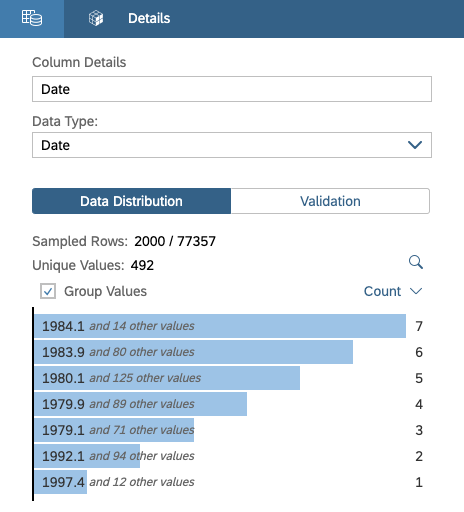 Details
Column Details
Date
Data Type:
Date
Data Distribution Validation
Sampled Rows: 2000 / 77357
Unique Values: 492
Group Values Count
1984.1 and 14 other values 7
1983.9 and 80 other values 6
1980.1 and 125 other values 5
1979.9 and 89 other values 4
1979.1 and 71 other values 3
1992.1 and 94 other values 2
1997.4 and 12 other values 1